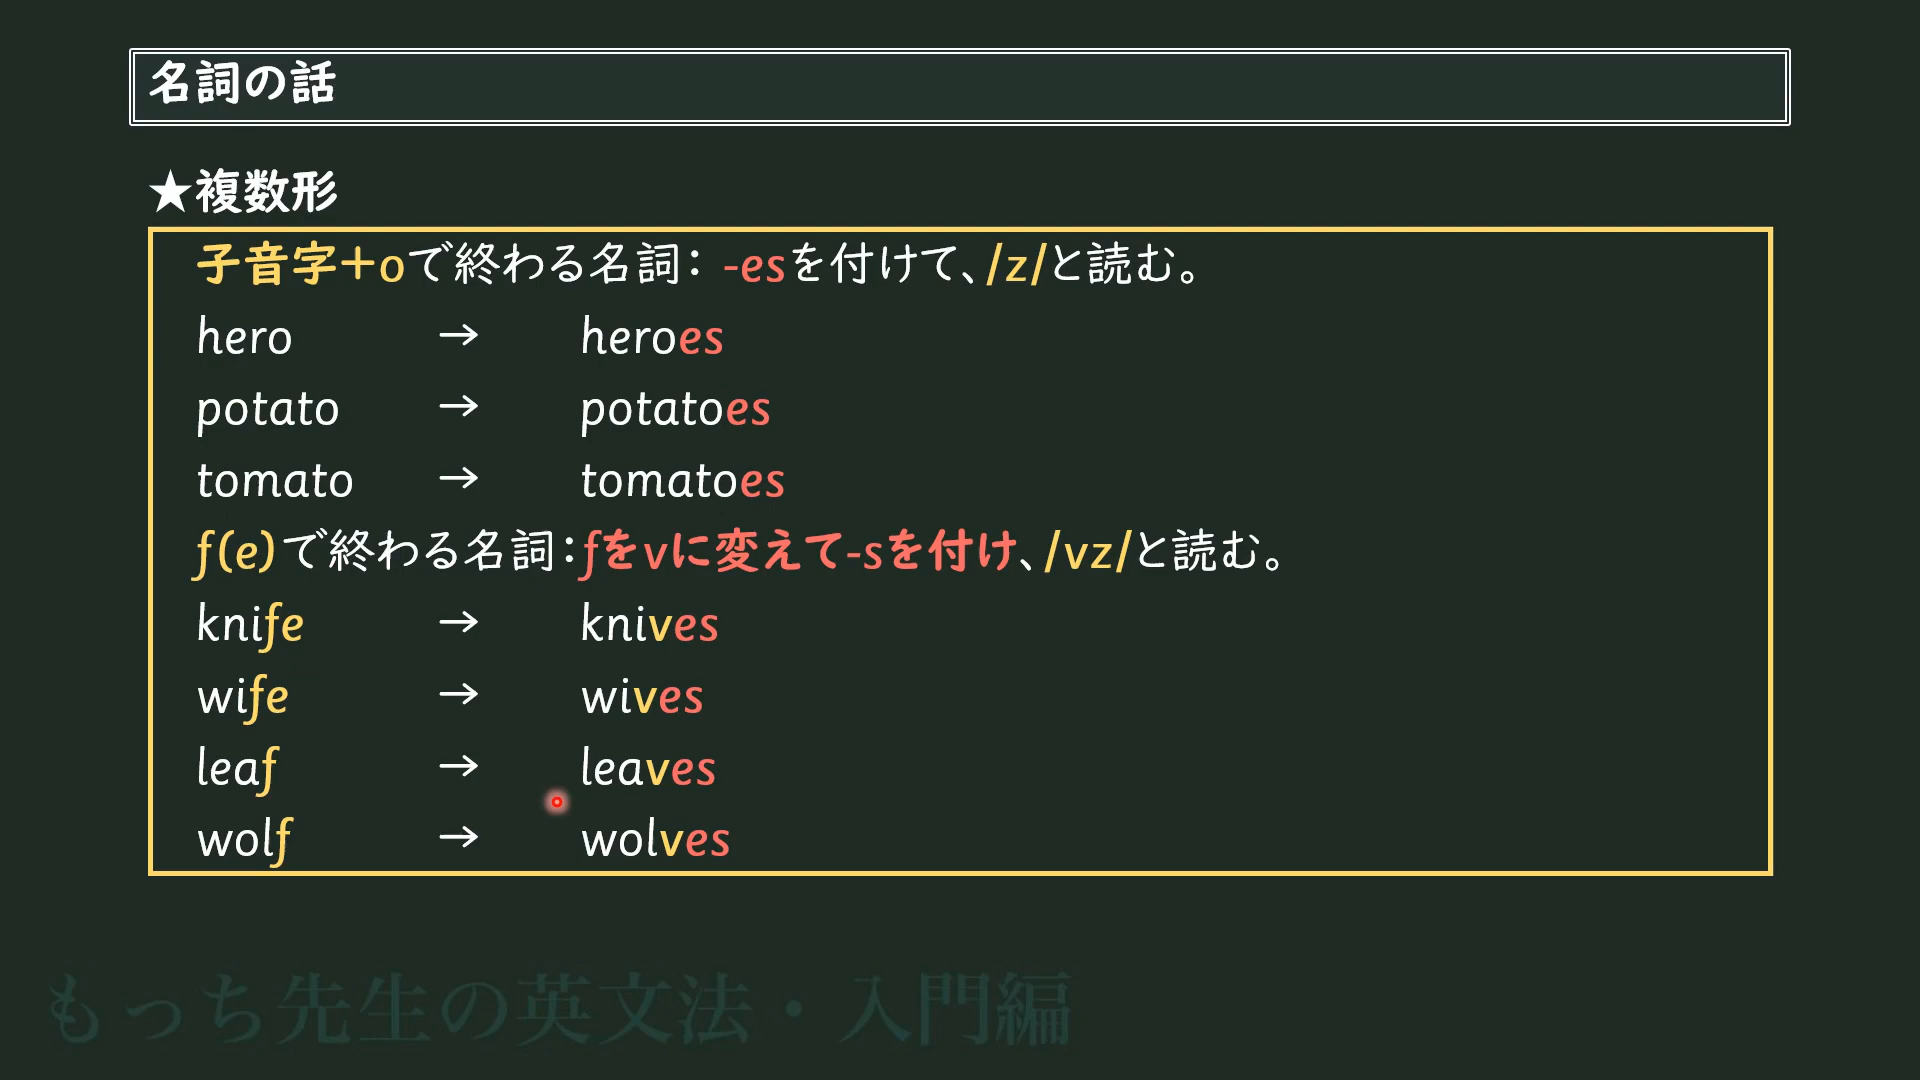 名詞の話
★複数形
子音字+oで終わる名詞: -esを付けて、/z/と読む。
hero → heroes
potato → potatoes
tomato → tomatoes
f(e)で終わる名詞:fをvに変えて-sを付け、/vz/と読む。
knife → knives
wife → wives
leaf → leaves
wolf → wolves
もっち先生の英文法・入門編